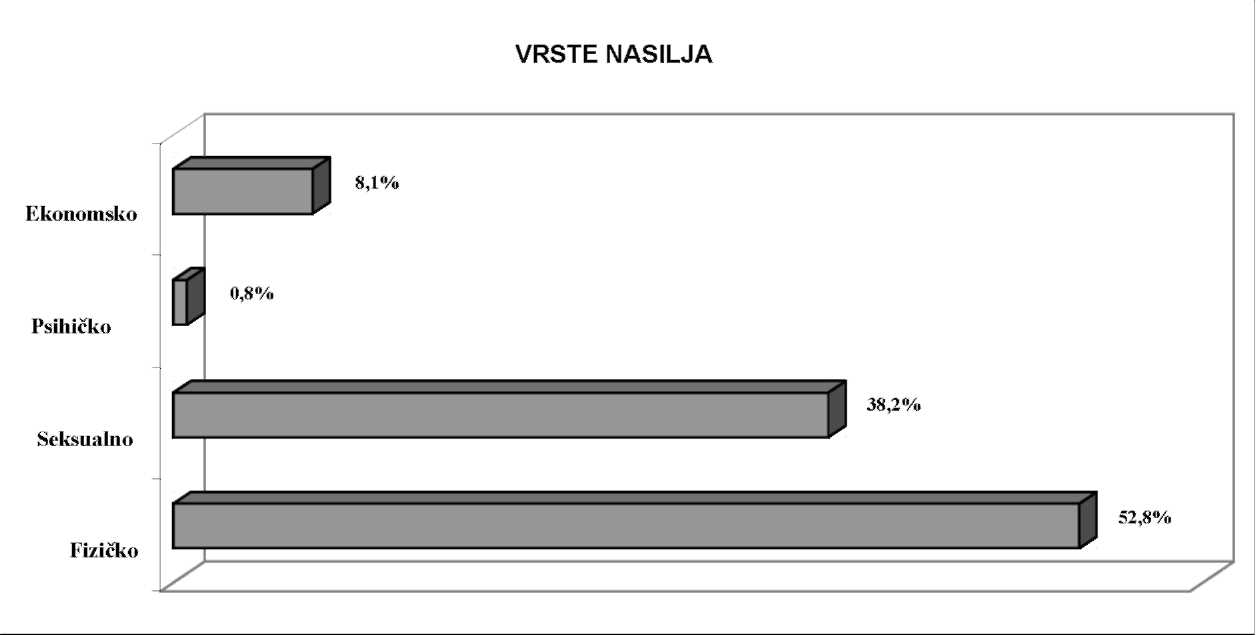 VRSTE NASILJA
8,1%
Ekonomsko
0,8%
Psihičko
38,2%
Seksualno
52,8%
Fizičko